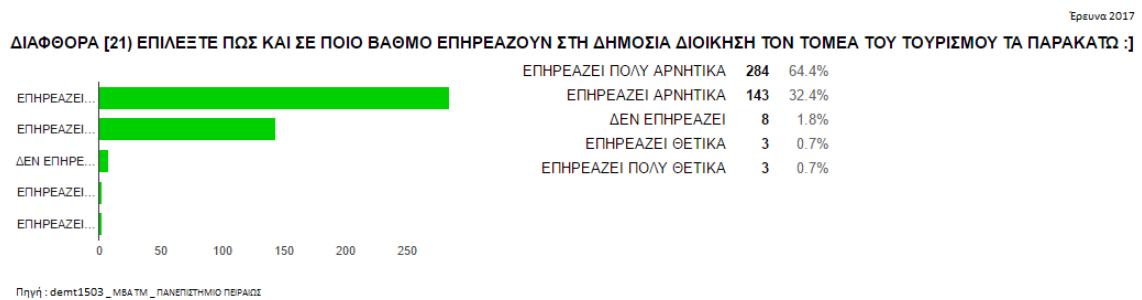 Έρευνα 2017
ΔΙΑΦΘΟΡΑ [21) ΕΠΙΛΕΞΤΕ ΠΩΣ ΚΑΙ ΣΕ ΠΟΙΟ ΒΑΘΜΟ ΕΠΗΡΕΑΖΟΥΝ ΣΤΗ ΔΗΜΟΣΙΑ ΔΙΟΙΚΗΣΗ ΤΟΝ ΤΟΜΕΑ ΤΟΥ ΤΟΥΡΙΣΜΟΥ ΤΑ ΠΑΡΑΚΑΤΩ :]
ΕΠΗΡΕΑΖΕΙ ΠΟΛΥ ΑΡΝΗΤΙΚΑ 284 64.4%
ΕΠΗΡΕΑΖΕΙ ΑΡΝΗΤΙΚΑ 143 32.4%
ΔΕΝ ΕΠΗΡΕΑΖΕΙ 8 1.8%
ΕΠΗΡΕΑΖΕΙ ΘΕΤΙΚΑ 3 0.7%
ΕΠΗΡΕΑΖΕΙ ΠΟΛΥ ΘΕΤΙΚΑ 3 0.7%
ΕΠΗΡΕΑΖΕΙ...
ΕΠΗΡΕΑΖΕΙ...
ΔΕΝ ΕΠΗΡΕ...
ΕΠΗΡΕΑΖΕΙ...
ΕΠΗΡΕΑΖΕΙ...
0 50 100 150 200 250
Πηγή : demt1503 _ MBA TM _ ΠΑΝΕΠΙΣΤΗΜΙΟ ΠΕΙΡΑΙΩΣ